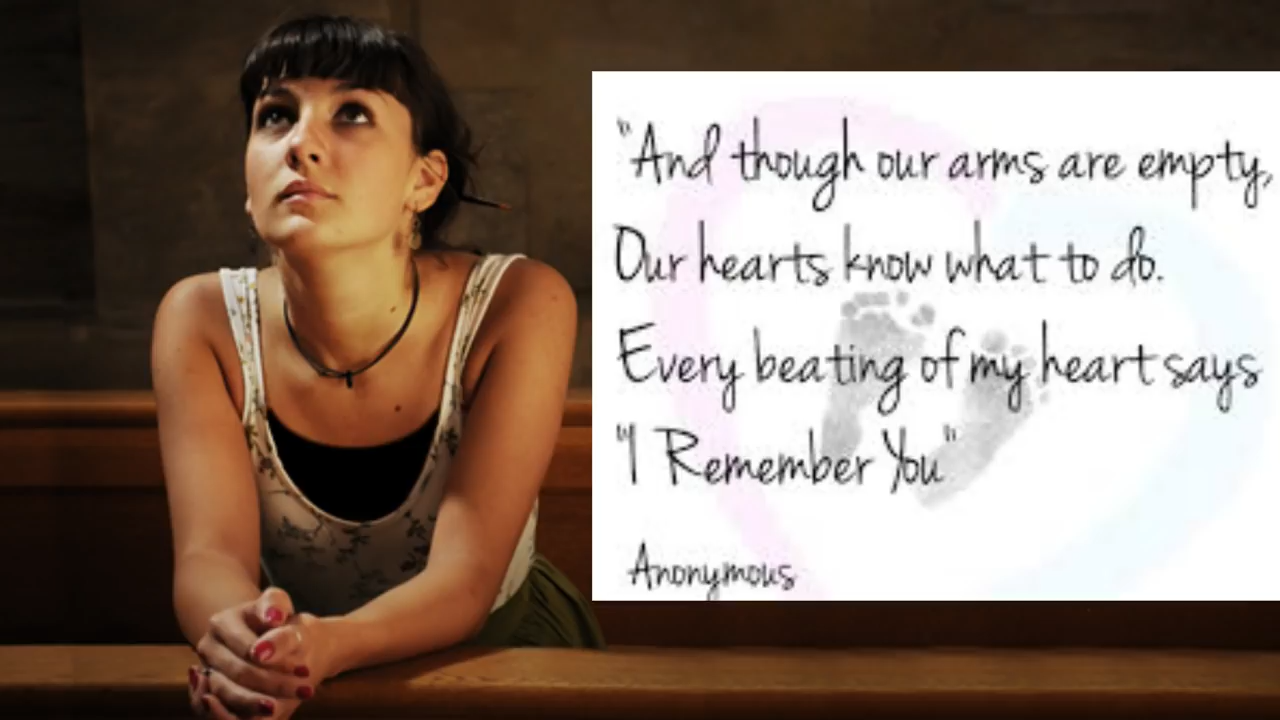 "And though our arms are empty,
Our hearts know what to do.
Every beating of my heart says
"I Remember You"
Anonymous